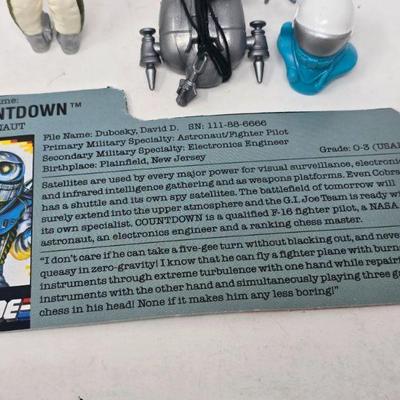 me:
NTDOWN™
NAUT
File Name: Dubosky, David D. SN: 111-88-6666
Primary Military Specialty: Astronaut/Fighter Pilot
Secondary Military Specialty: Electronics Engineer
Birthplace: Plainfield, New Jersey Grade: O-3 (USA
Satellites are used by every major power for visual surveillance, electronic
and infrared intelligence gathering and as weapons platforms. Even Cobra
has a shuttle and its own spy satellites. The battlefield of tomorrow will
surely extend into the upper atmosphere and the G.I. Joe Team is ready wit
its own specialist. COUNTDOWN is a qualified F-16 fighter pilot, a NASA
astronaut, an electronics engineer and a ranking chess master.
"I don't care if he can take a five-gee turn without blacking out, and never
queasy in zero-gravity! I know that he can fly a fighter plane with burn
instruments through extreme turbulence with one hand while repairin
instruments with the other hand and simultaneously playing three ga
chess in his head! None if it makes him any less boring!"
OE